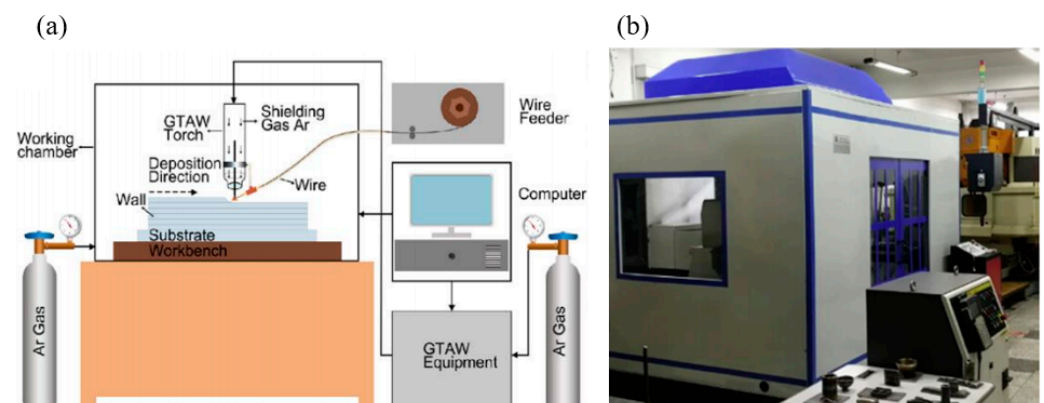 (a)
(b)
GTAW
Torch
Shielding
Gas Ar
Wire
Feeder
Working
chamber
Deposition
Direction
Wire
Computer
Wall
Substrate
Workbench
Ar Gas
GTAW
Equipment
Ar Gas